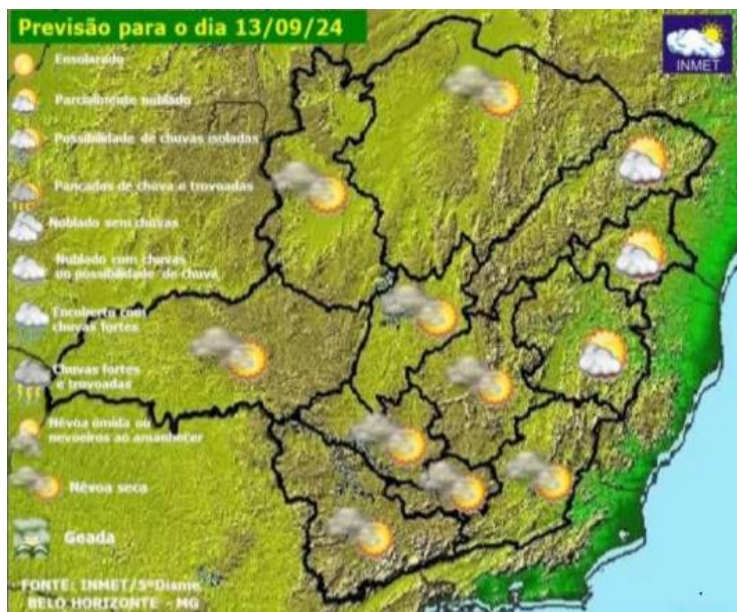 Previsão para o dia 13/09/24
INMET
Ensolarado
Parcialmente nublado
Possibilidade de chuvas isoladas
Pancadas de chuva e trovoadas
Nublado sem chuvas
Nublado com chuvas
ou possibilidade de chuva
Encoberto com
chuvas fortes
Chuvas fortes
e trovoadas
Névoa úmida ou
nevoeiros ao amanhecer
Névoa seca
Geada
FONTE: INMET/5ºDisme
BELO HORIZONTE - MG